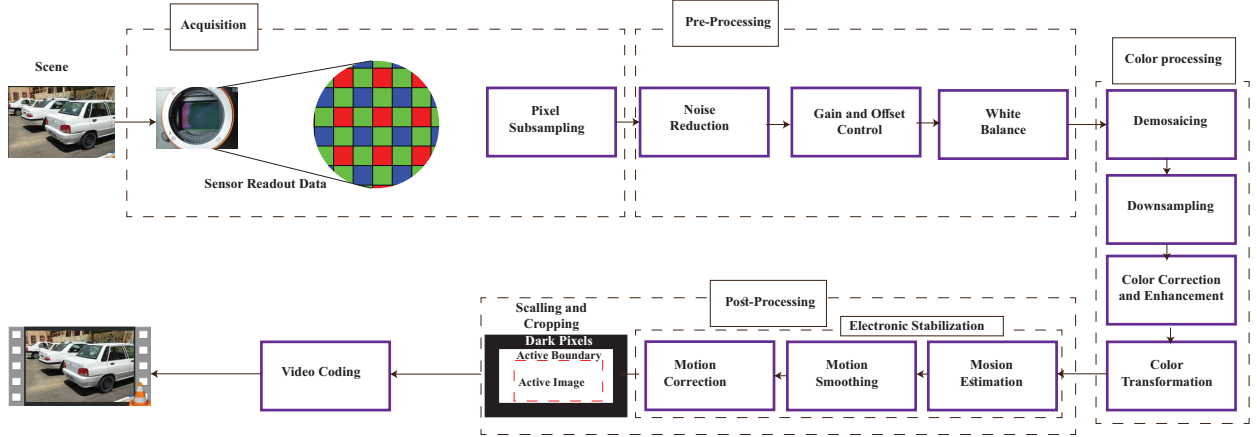 Acquisition
Pre-Processing
Color processing
Scene
Pixel
Subsampling
Noise
Reduction
Gain and Offset
Control
White
Balance
Demosaicing
Sensor Readout Data
Downsampling
Color Correction
and Enhancement
Color
Transformation
Post-Processing
Electronic Stabilization
Scalling and
Cropping
Dark Pixels
Active Boundary
Active Image
Motion
Correction
Motion
Smoothing
Mosion
Estimation
Video Coding